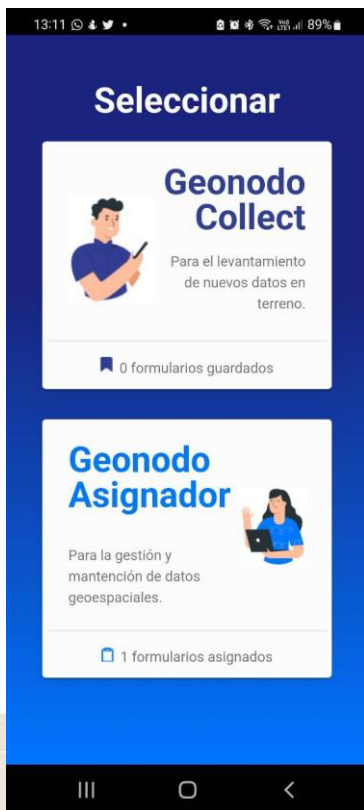 13:11 89%
Seleccionar
Geonodo
Collect
Para el levantamiento
de nuevos datos en
terreno.
0 formularios guardados
Geonodo
Asignador
Para la gestión y
mantención de datos
geoespaciales.
1 formularios asignados